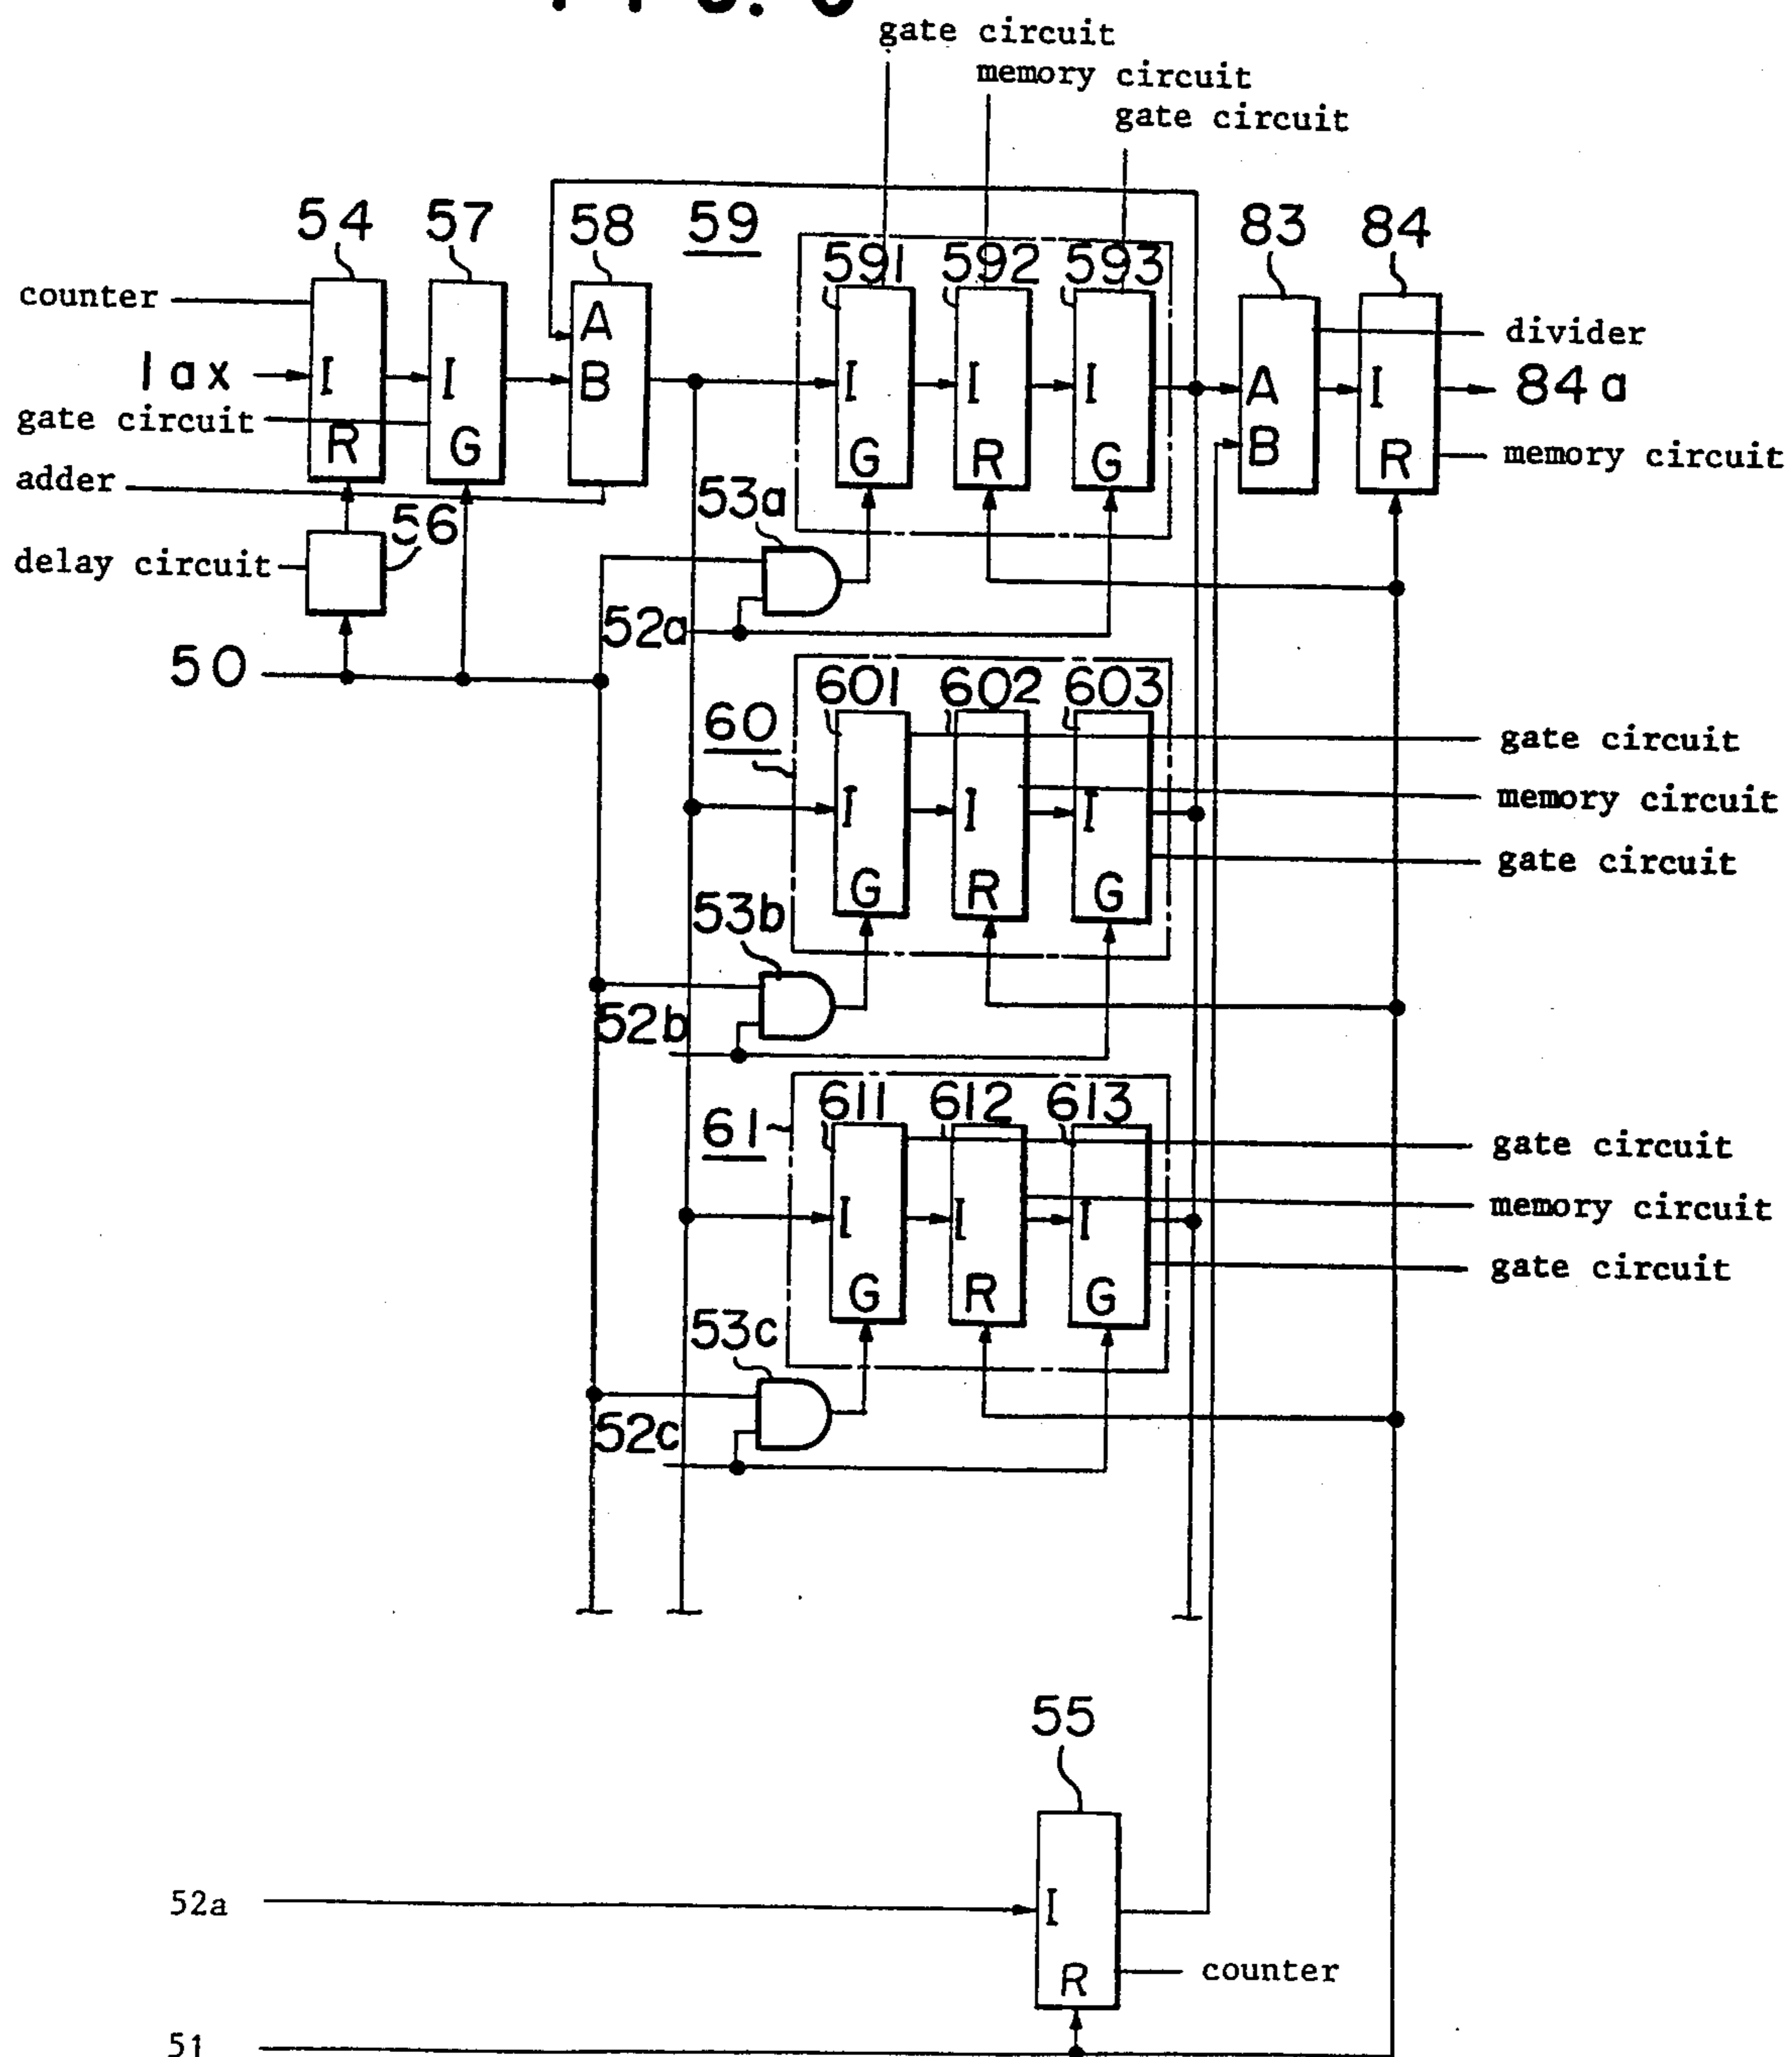 gate circuit
memory circuit
gate circuit
54
57
58
59
591
592
593
83
84
counter
1ax
I
R
I
G
A
B
I
G
I
R
I
G
A
B
I
R
divider
84a
memory circuit
gate circuit
adder
56
delay circuit
53a
52a
50
60
601
602
603
I
G
I
R
I
G
gate circuit
memory circuit
gate circuit
53b
52b
61
611
612
613
I
G
I
R
I
G
gate circuit
memory circuit
gate circuit
53c
52c
55
52a
I
R
counter
51